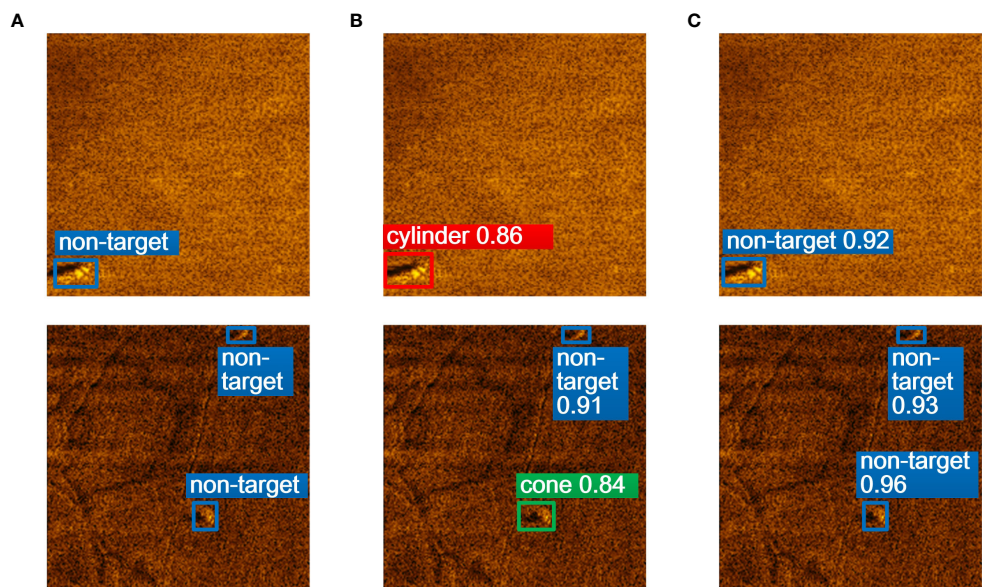 A
B
C
non-target
cylinder 0.86
non-target 0.92
non-
target
non-
target
0.91
non-
target
0.93
non-target
cone 0.84
non-target
0.96